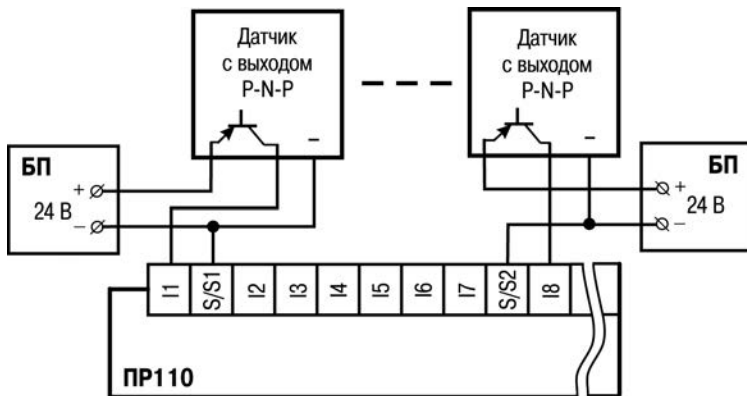 Датчик
с выходом
P-N-P
–
Датчик
с выходом
P-N-P
–
БП
+
24 В
–
БП
+
24 В
–
I1
S/S1
I2
I3
I4
I5
I6
I7
S/S2
I8
ПР110